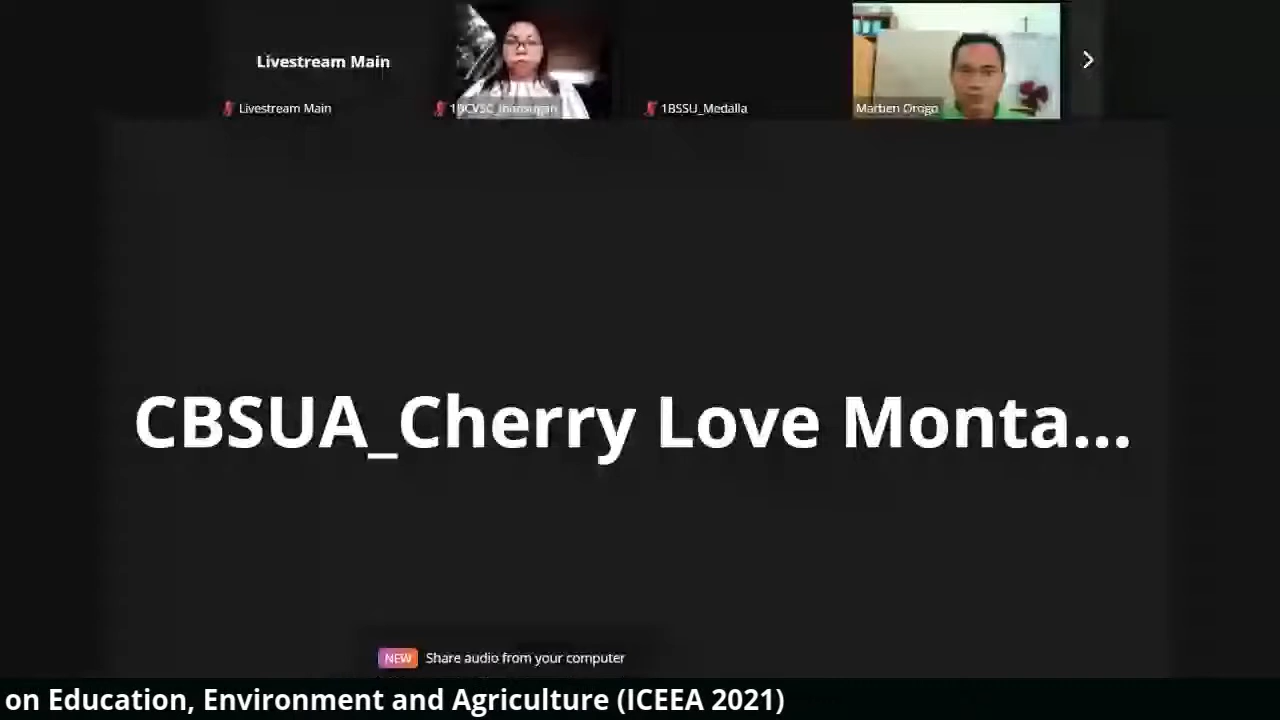 Livestream Main
Livestream Main
1BSSU_Medalla
Marben Orogo
CBSUA_Cherry Love Monta...
NEW Share audio from your computer
on Education, Environment and Agriculture (ICEEA 2021)